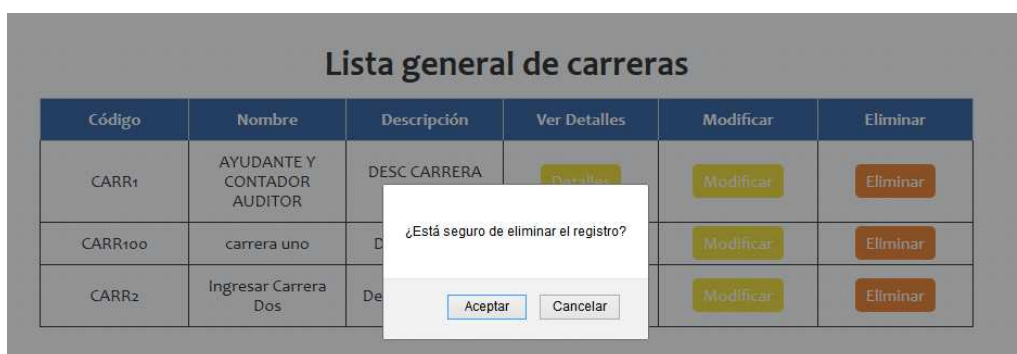 Lista general de carreras
Código Nombre Descripción Ver Detalles Modificar Eliminar
CARR1 AYUDANTE Y CONTADOR AUDITOR DESC CARRERA Detalles Modificar Eliminar
CARR100 carrera uno Modificar Eliminar
CARR2 Ingresar Carrera Dos Modificar Eliminar
¿Está seguro de eliminar el registro?
Aceptar Cancelar